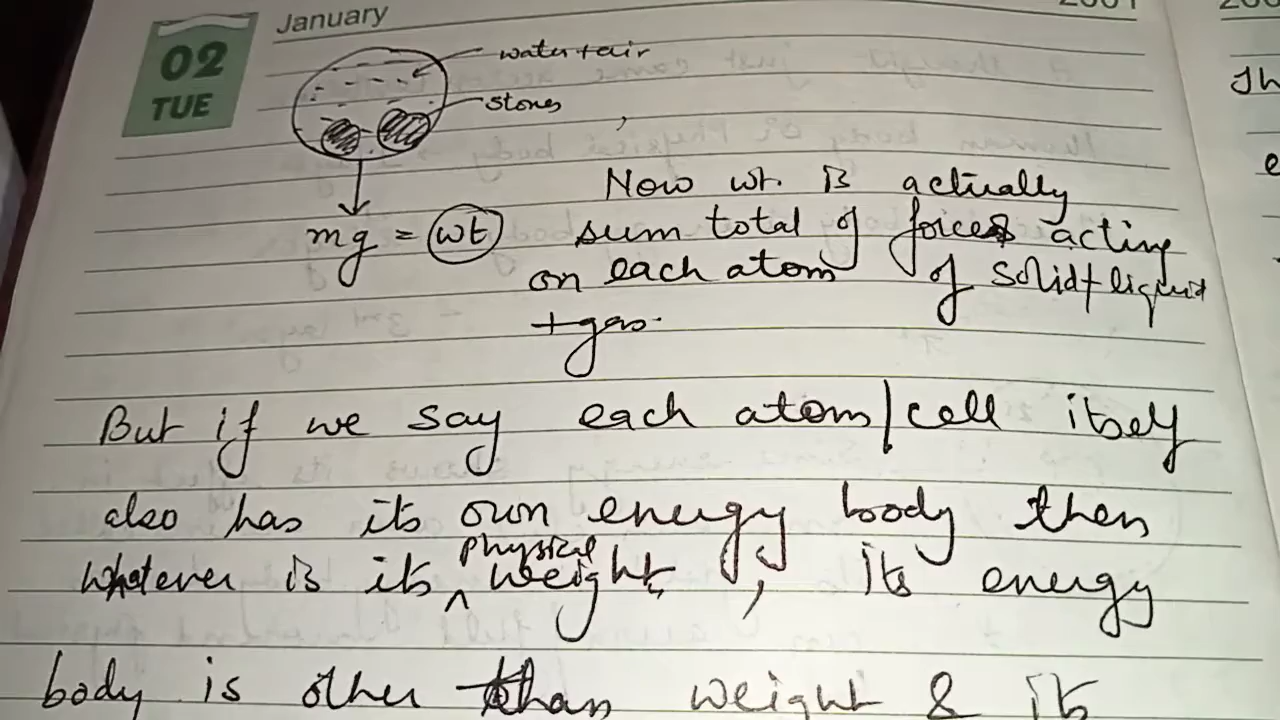 January
2001
02
TUE
water + air
stones
Now wt. is actually
mg = wt sum total of forces acting
on each atom of solid + liquid
+ gas.
But if we say each atom/cell itself
also has its own energy body then
whatever is its physical weight, its energy
body is other than weight & its